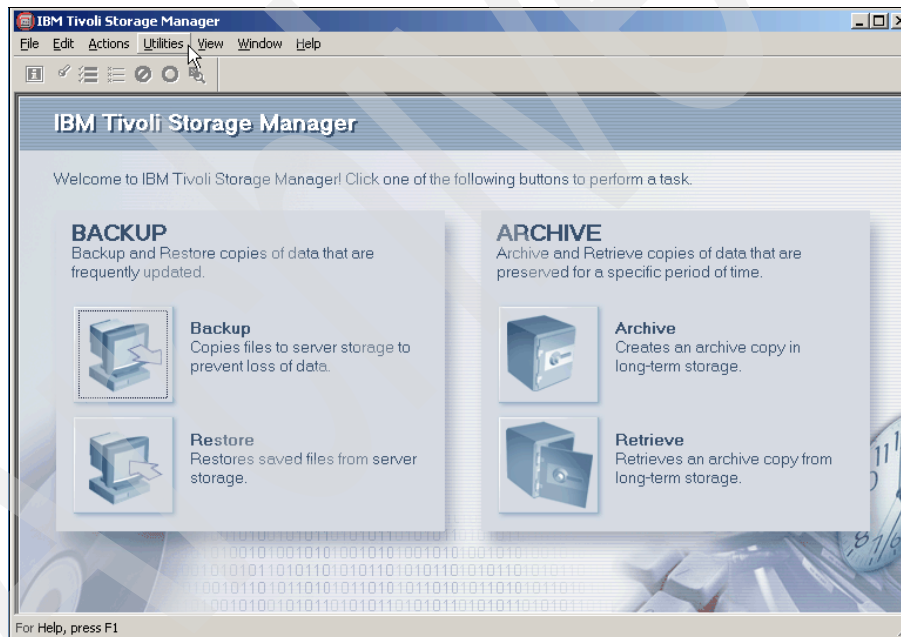 IBM Tivoli Storage Manager
File Edit Actions Utilities View Window Help
IBM Tivoli Storage Manager
Welcome to IBM Tivoli Storage Manager! Click one of the following buttons to perform a task.
BACKUP
Backup and Restore copies of data that are
frequently updated.
Backup
Copies files to server storage to
prevent loss of data.
Restore
Restores saved files from server
storage.
ARCHIVE
Archive and Retrieve copies of data that are
preserved for a specific period of time.
Archive
Creates an archive copy in
long-term storage.
Retrieve
Retrieves an archive copy from
long-term storage.
For Help, press F1